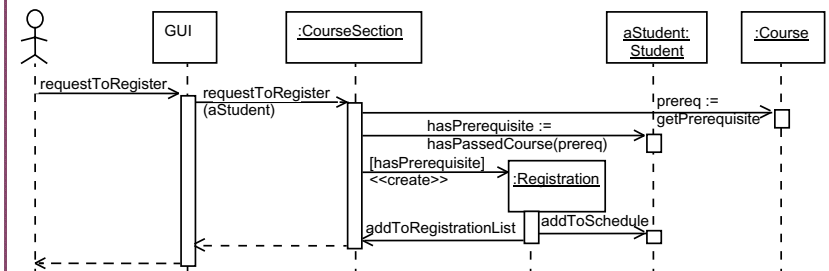 GUI
:CourseSection
aStudent:
Student
:Course
requestToRegister
requestToRegister
(aStudent)
prereq :=
getPrerequisite
hasPrerequisite :=
hasPassedCourse(prereq)
[hasPrerequisite]
<<create>>
:Registration
addToRegistrationList
addToSchedule